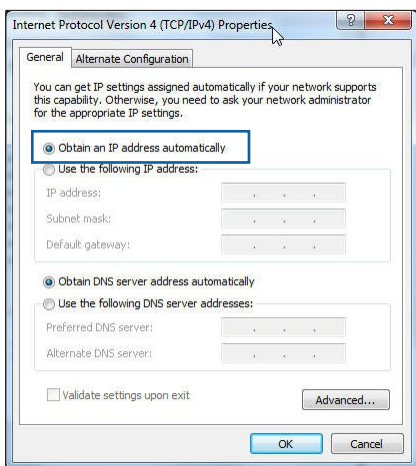 Internet Protocol Version 4 (TCP/IPv4) Properties
General
Alternate Configuration
You can get IP settings assigned automatically if your network supports
this capability. Otherwise, you need to ask your network administrator
for the appropriate IP settings.
Obtain an IP address automatically
Use the following IP address:
IP address:
Subnet mask:
Default gateway:
Obtain DNS server address automatically
Use the following DNS server addresses:
Preferred DNS server:
Alternate DNS server:
Validate settings upon exit
Advanced...
OK
Cancel